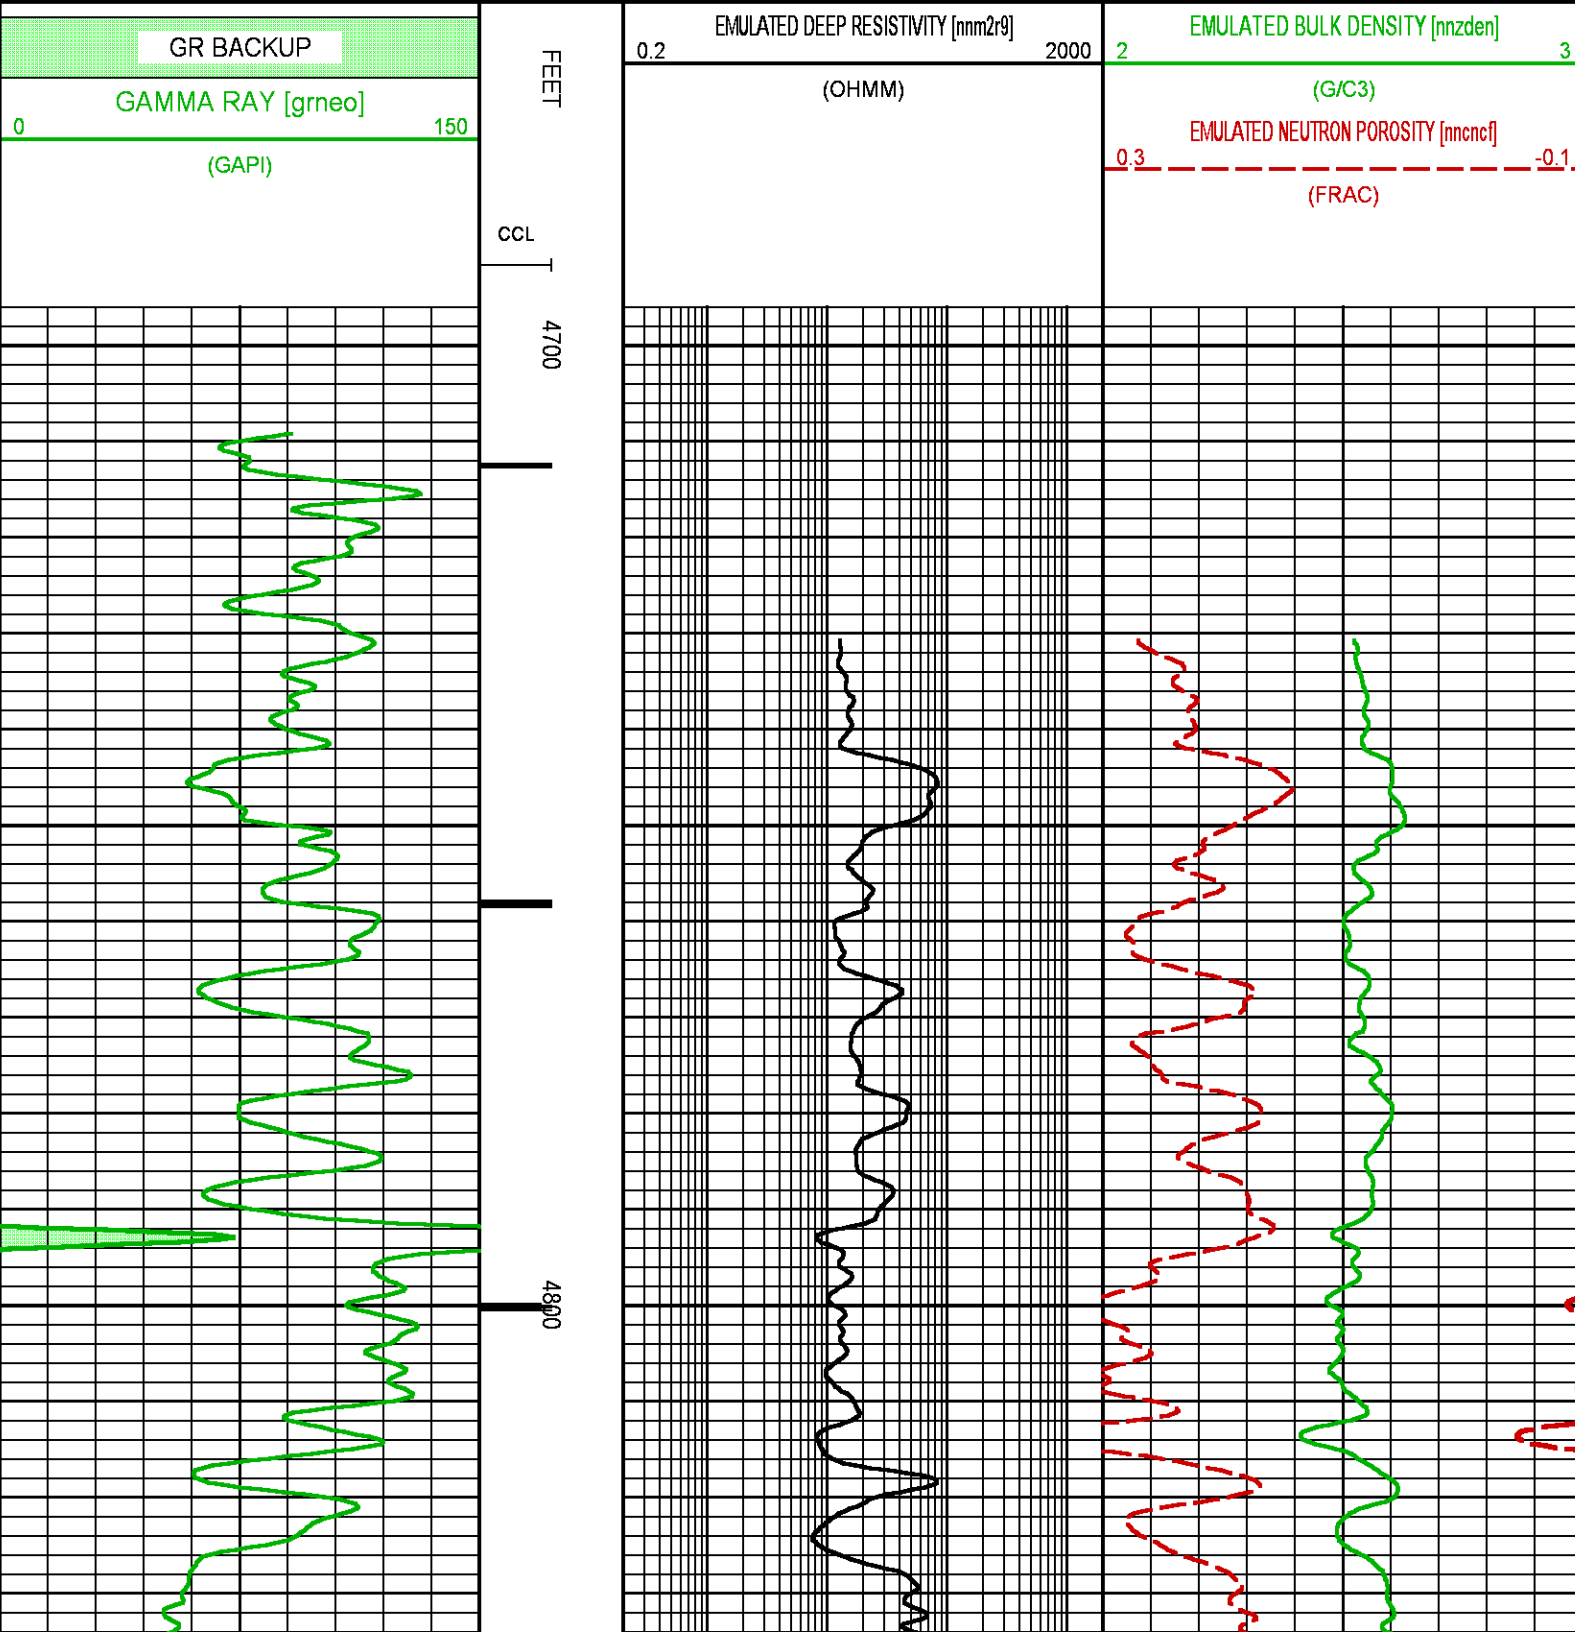 GR BACKUP
GAMMA RAY [grneo]
0 150
(GAPI)
FEET
CCL
EMULATED DEEP RESISTIVITY [nnm2r9]
0.2 2000
(OHMM)
EMULATED BULK DENSITY [nnzden]
2 3
(G/C3)
EMULATED NEUTRON POROSITY [nncncf]
0.3 -0.1
(FRAC)
4700
4800